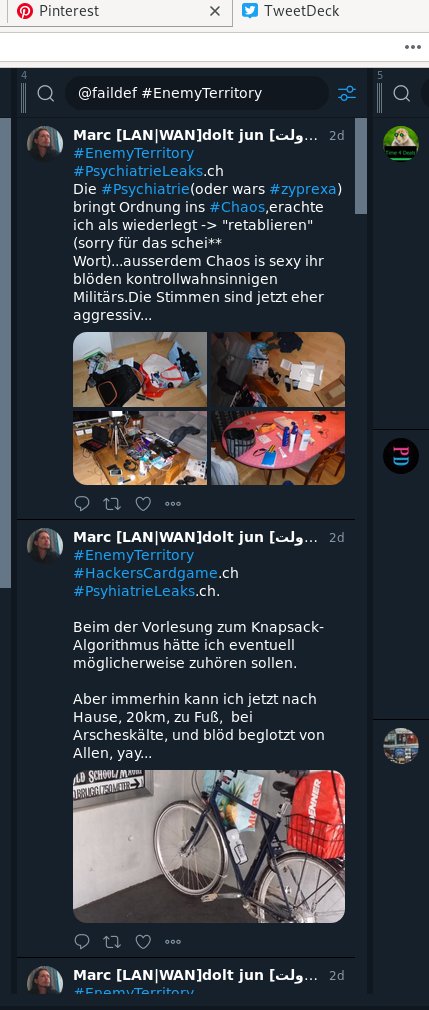 Pinterest
TweetDeck
4
@faildef #EnemyTerritory
5
Marc [LAN|WAN]dolt jun [ولت... 2d
#EnemyTerritory
#PsychiatrieLeaks.ch
Die #Psychiatrie(oder wars #zyprexa)
bringt Ordnung ins #Chaos,erachte
ich als wiederlegt -> "retablieren"
(sorry für das schei**
Wort)...ausserdem Chaos is sexy ihr
blöden kontrollwahnsinnigen
Militärs.Die Stimmen sind jetzt eher
aggressiv...
Marc [LAN|WAN]dolt jun [ولت... 2d
#EnemyTerritory
#HackersCardgame.ch
#PsyhiatrieLeaks.ch.
Beim der Vorlesung zum Knapsack-
Algorithmus hätte ich eventuell
möglicherweise zuhören sollen.
Aber immerhin kann ich jetzt nach
Hause, 20km, zu Fuß, bei
Arscheskälte, und blöd beglotzt von
Allen, yay...
PD
Marc [LAN|WAN]dolt jun [ولت... 2d
#EnemyTerritory